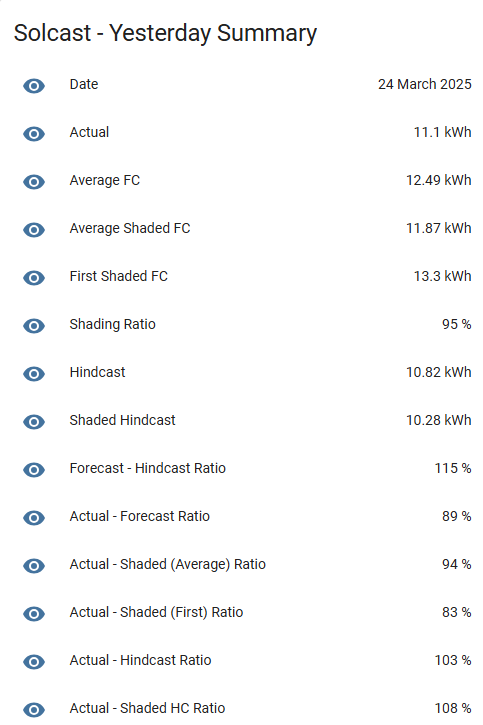 Solcast - Yesterday Summary
Date 24 March 2025
Actual 11.1 kWh
Average FC 12.49 kWh
Average Shaded FC 11.87 kWh
First Shaded FC 13.3 kWh
Shading Ratio 95 %
Hindcast 10.82 kWh
Shaded Hindcast 10.28 kWh
Forecast - Hindcast Ratio 115 %
Actual - Forecast Ratio 89 %
Actual - Shaded (Average) Ratio 94 %
Actual - Shaded (First) Ratio 83 %
Actual - Hindcast Ratio 103 %
Actual - Shaded HC Ratio 108 %